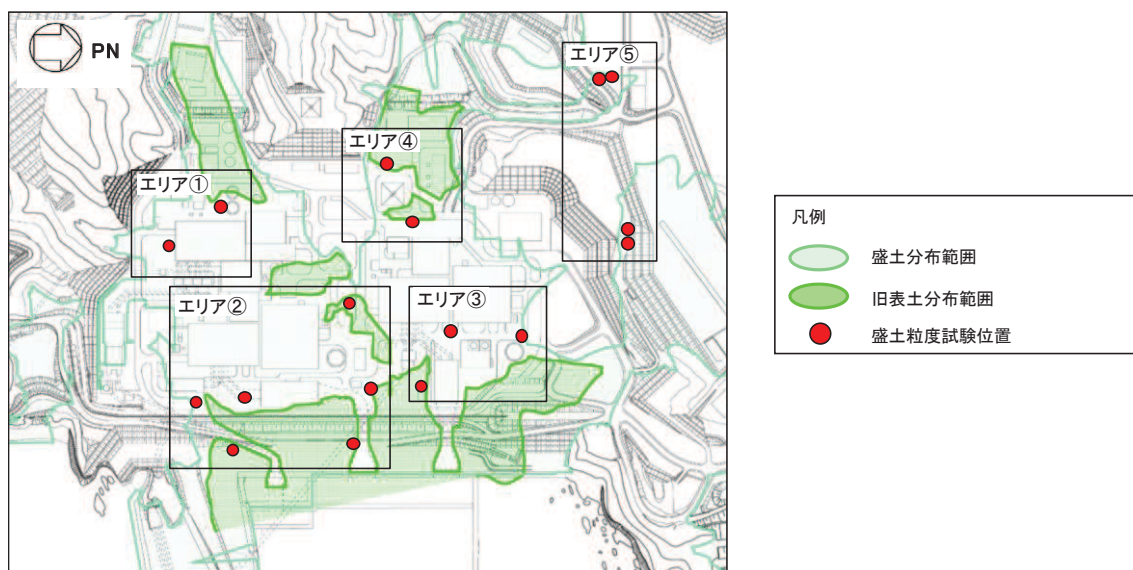 PN
エリア⑤
エリア④
エリア①
エリア②
エリア③
凡例
盛土分布範囲
旧表土分布範囲
盛土粒度試験位置